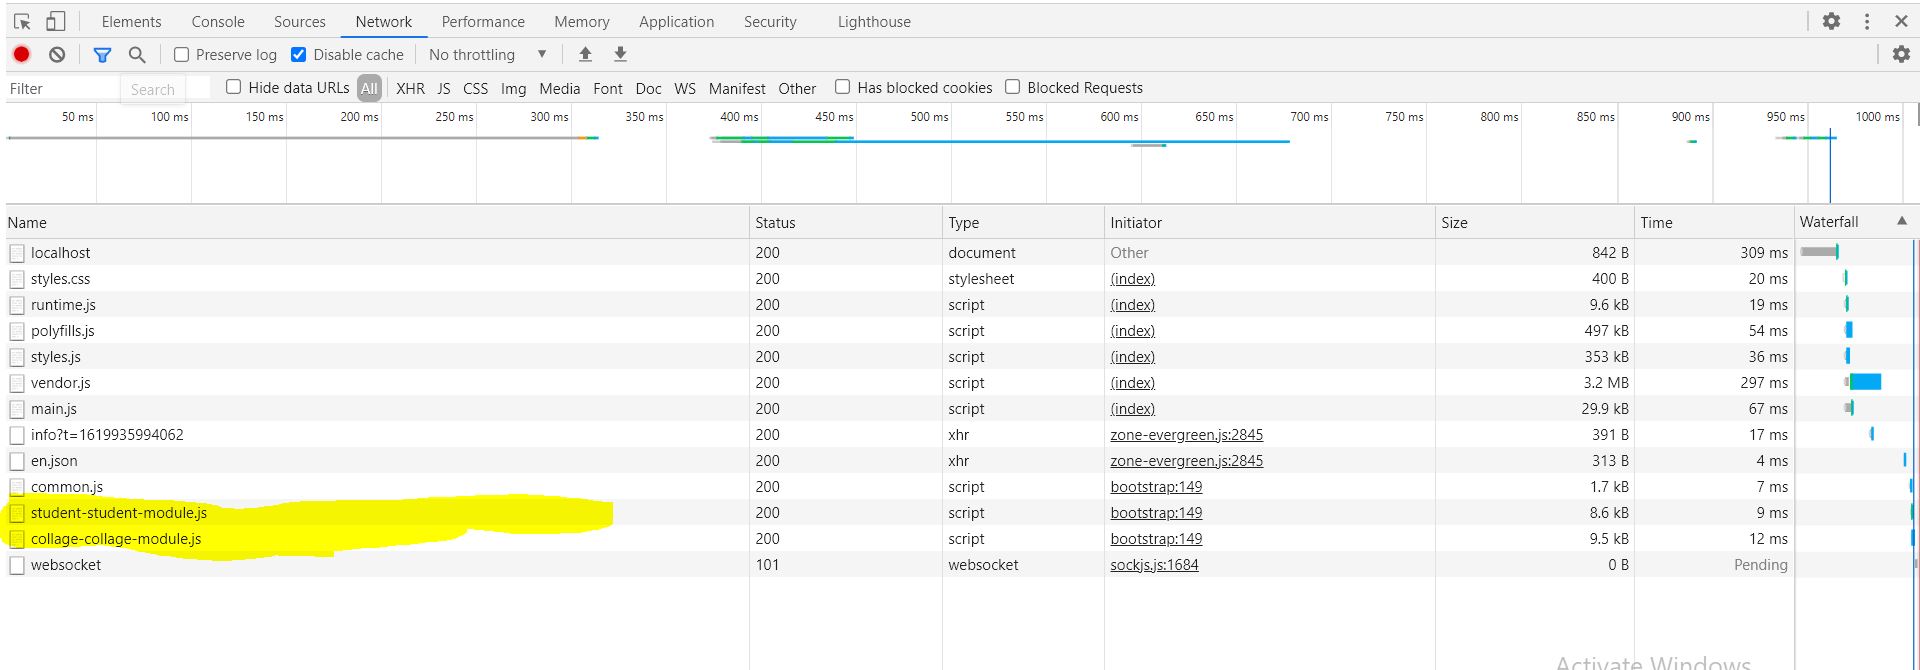 Elements Console Sources Network Performance Memory Application Security Lighthouse
Preserve log Disable cache No throttling
Filter Search Hide data URLs All XHR JS CSS Img Media Font Doc WS Manifest Other Has blocked cookies Blocked Requests
50 ms 100 ms 150 ms 200 ms 250 ms 300 ms 350 ms 400 ms 450 ms 500 ms 550 ms 600 ms 650 ms 700 ms 750 ms 800 ms 850 ms 900 ms 950 ms 1000 ms
Name Status Type Initiator Size Time Waterfall
localhost 200 document Other 842 B 309 ms
styles.css 200 stylesheet (index) 400 B 20 ms
runtime.js 200 script (index) 9.6 kB 19 ms
polyfills.js 200 script (index) 497 kB 54 ms
styles.js 200 script (index) 353 kB 36 ms
vendor.js 200 script (index) 3.2 MB 297 ms
main.js 200 script (index) 29.9 kB 67 ms
info?t=1619935994062 200 xhr zone-evergreen.js:2845 391 B 17 ms
en.json 200 xhr zone-evergreen.js:2845 313 B 4 ms
common.js 200 script bootstrap:149 1.7 kB 7 ms
student-student-module.js 200 script bootstrap:149 8.6 kB 9 ms
collage-collage-module.js 200 script bootstrap:149 9.5 kB 12 ms
websocket 101 websocket sockjs.js:1684 0 B Pending
Activate Windows